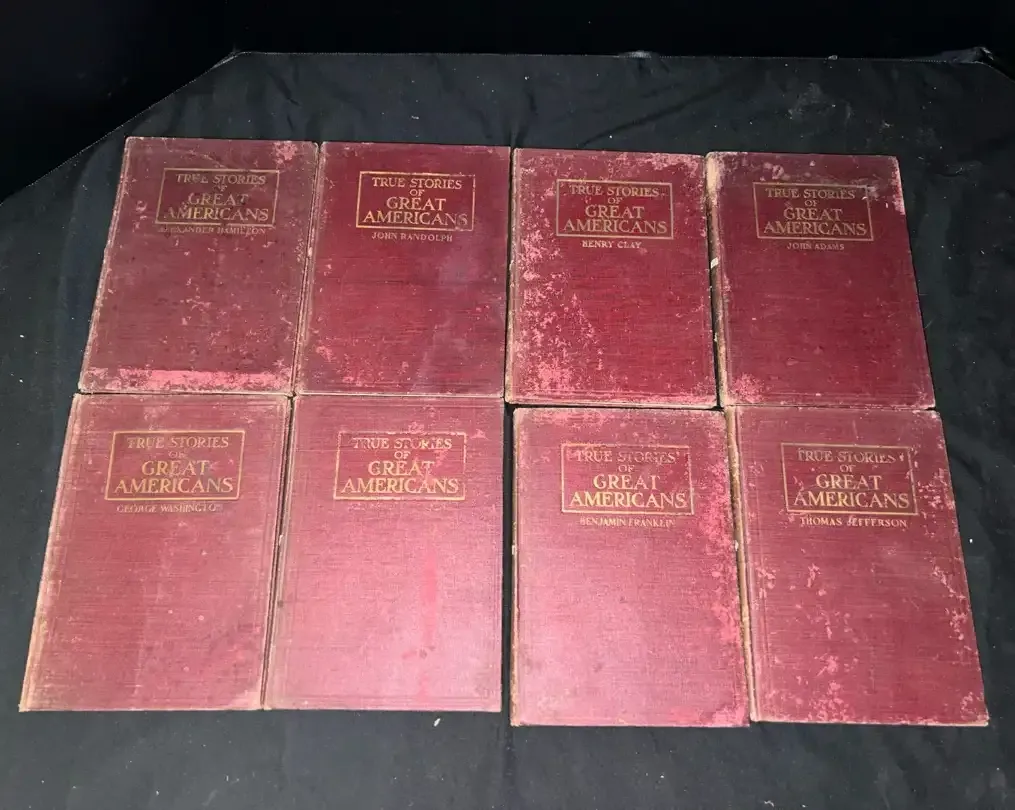 TRUE STORIES
OF
GREAT
AMERICANS
ALEXANDER HAMILTON
TRUE STORIES
OF
GREAT
AMERICANS
JOHN RANDOLPH
TRUE STORIES
OF
GREAT
AMERICANS
HENRY CLAY
TRUE STORIES
OF
GREAT
AMERICANS
JOHN ADAMS
TRUE STORIES
OF
GREAT
AMERICANS
GEORGE WASHINGTON
TRUE STORIES
OF
GREAT
AMERICANS
TRUE STORIES
OF
GREAT
AMERICANS
BENJAMIN FRANKLIN
TRUE STORIES
OF
GREAT
AMERICANS
THOMAS JEFFERSON